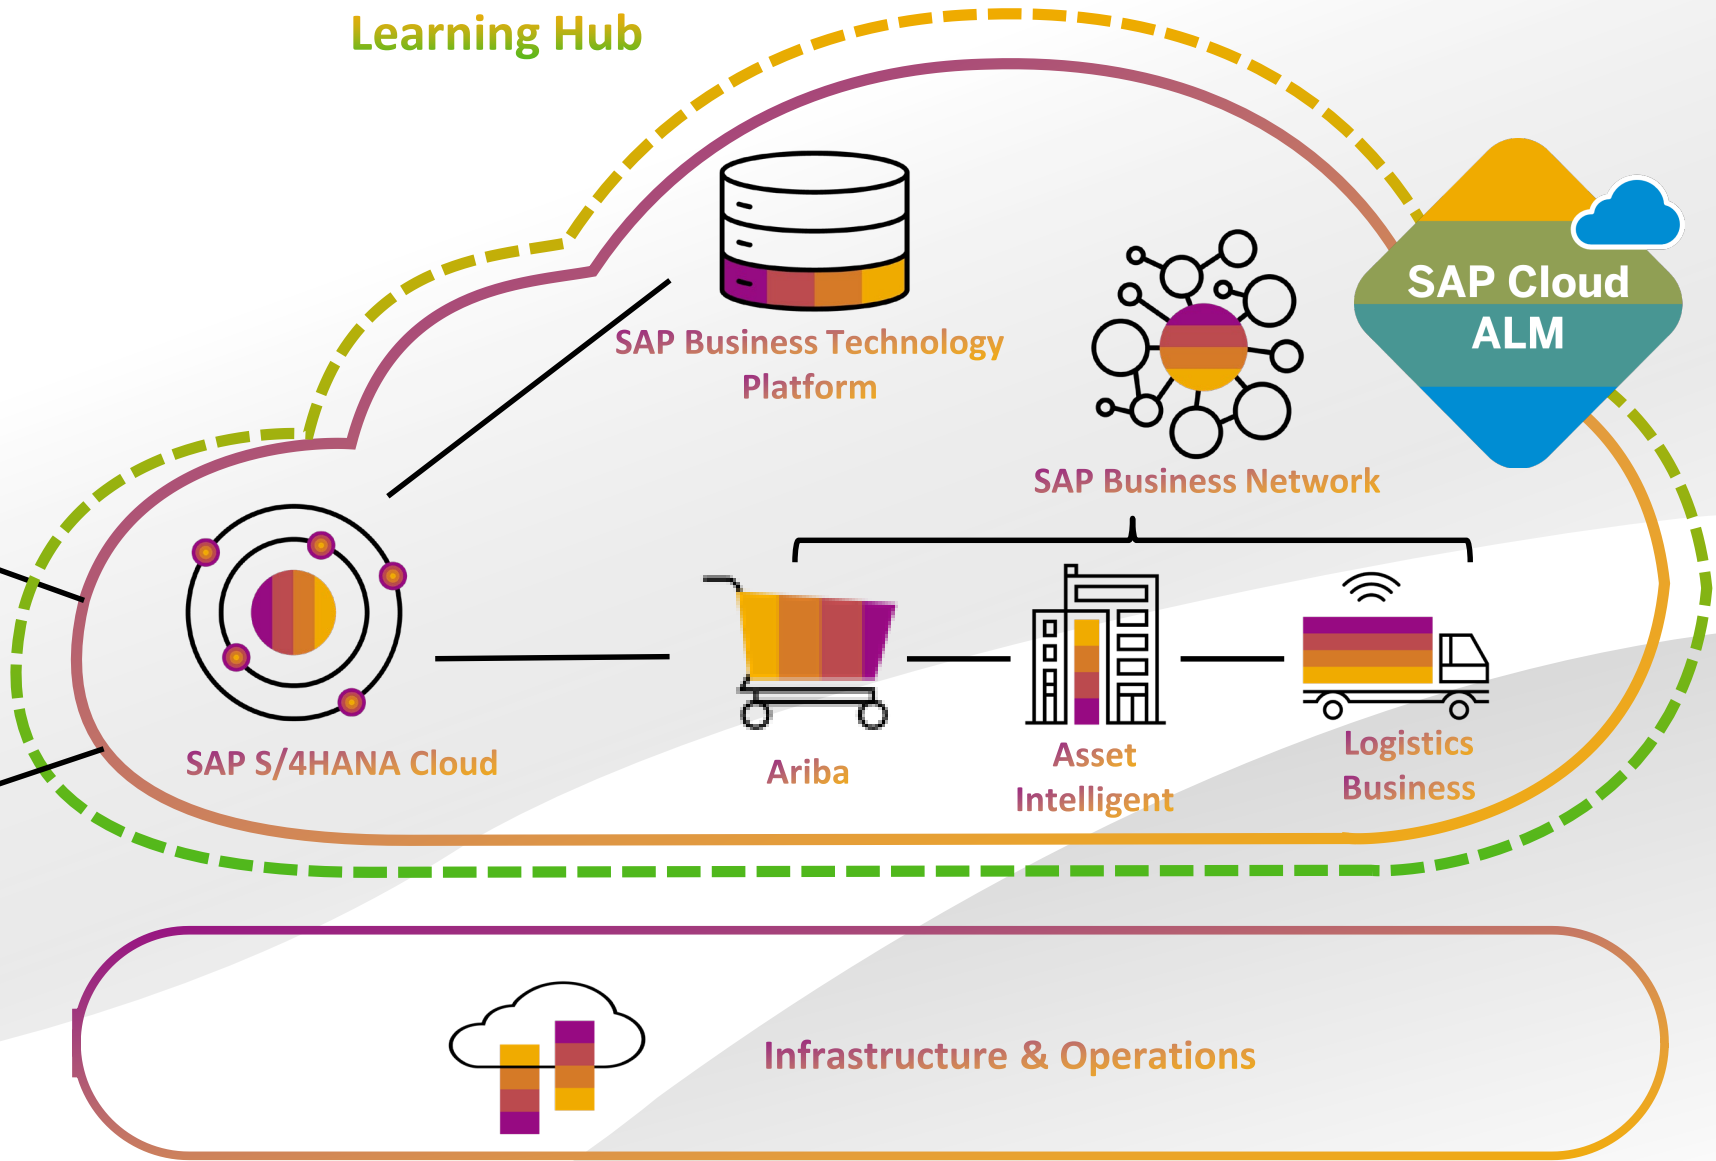 Learning Hub
SAP Business Technology
Platform
SAP Cloud
ALM
SAP Business Network
SAP S/4HANA Cloud
Ariba
Asset
Intelligent
Logistics
Business
Infrastructure & Operations